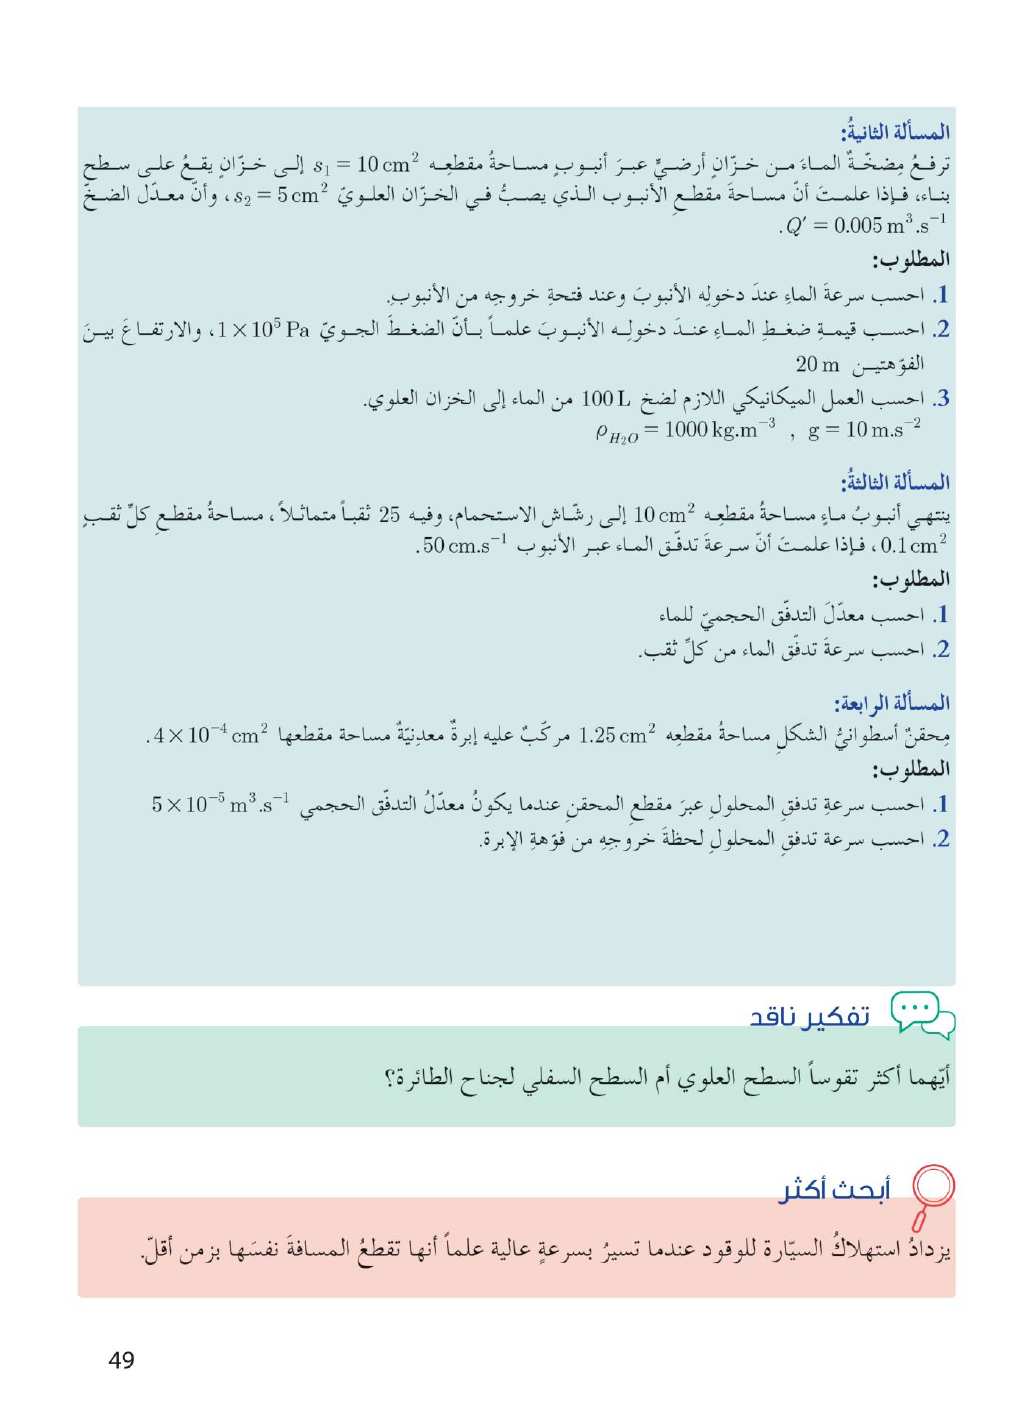 المسألة الثانيةُ:
ترفعُ مِضخّةٌ الماءَ من خزّانٍ أرضيٍّ عبرَ أنبوبٍ مساحةُ مقطعِه s₁ = 10 cm² إلى خزّانٍ يقعُ على سطحِ
بناء، فإذا علمتَ أنّ مساحةَ مقطعِ الأنبوب الذي يصبُّ في الخزّان العلويّ s₂ = 5 cm²، وأنّ معدّل الضخّ
Q′ = 0.005 m³.s⁻¹.
المطلوب:
1. احسب سرعةَ الماءِ عندَ دخولِه الأنبوبَ وعند فتحةِ خروجِه من الأنبوبِ.
2. احسب قيمةِ ضغطِ الماءِ عندَ دخولِه الأنبوبَ علماً بأنّ الضغطَ الجويّ 1×10⁵ Pa، والارتفاعَ بينَ
الفوّهتين 20 m
3. احسب العمل الميكانيكي اللازم لضخ 100 L من الماء إلى الخزان العلوي.
ρH₂O = 1000 kg.m⁻³ , g = 10 m.s⁻²
المسألة الثالثةُ:
ينتهي أنبوبُ ماءٍ مساحةُ مقطعِه 10 cm² إلى رشّاش الاستحمام، وفيه 25 ثقباً متماثلاً، مساحةُ مقطعِ كلّ ثقبٍ
0.1 cm²، فإذا علمتَ أنّ سرعةَ تدفّقِ الماء عبر الأنبوب 50 cm.s⁻¹.
المطلوب:
1. احسب معدّلَ التدفّق الحجميّ للماء
2. احسب سرعةَ تدفّق الماء من كلّ ثقب.
المسألة الرابعة:
مِحقنٌ أسطوانيُّ الشكلِ مساحةُ مقطعِه 1.25 cm² مركّبٌ عليه إبرةٌ معدِنيّةٌ مساحة مقطعها 4×10⁻⁴ cm².
المطلوب:
1. احسب سرعةِ تدفقِ المحلولِ عبرَ مقطعِ المحقنِ عندما يكونُ معدّلُ التدفّق الحجمي 5×10⁻⁵ m³.s⁻¹
2. احسب سرعة تدفقِ المحلولِ لحظةَ خروجِهِ من فوّهةِ الإبرة.
تفكير ناقد
أيّهما أكثر تقوساً السطح العلوي أم السطح السفلي لجناح الطائرة؟
أبحث أكثر
يزدادُ استهلاكُ السيّارة للوقود عندما تسيرُ بسرعةٍ عالية علماً أنها تقطعُ المسافةَ نفسَها بزمن أقلّ.
49